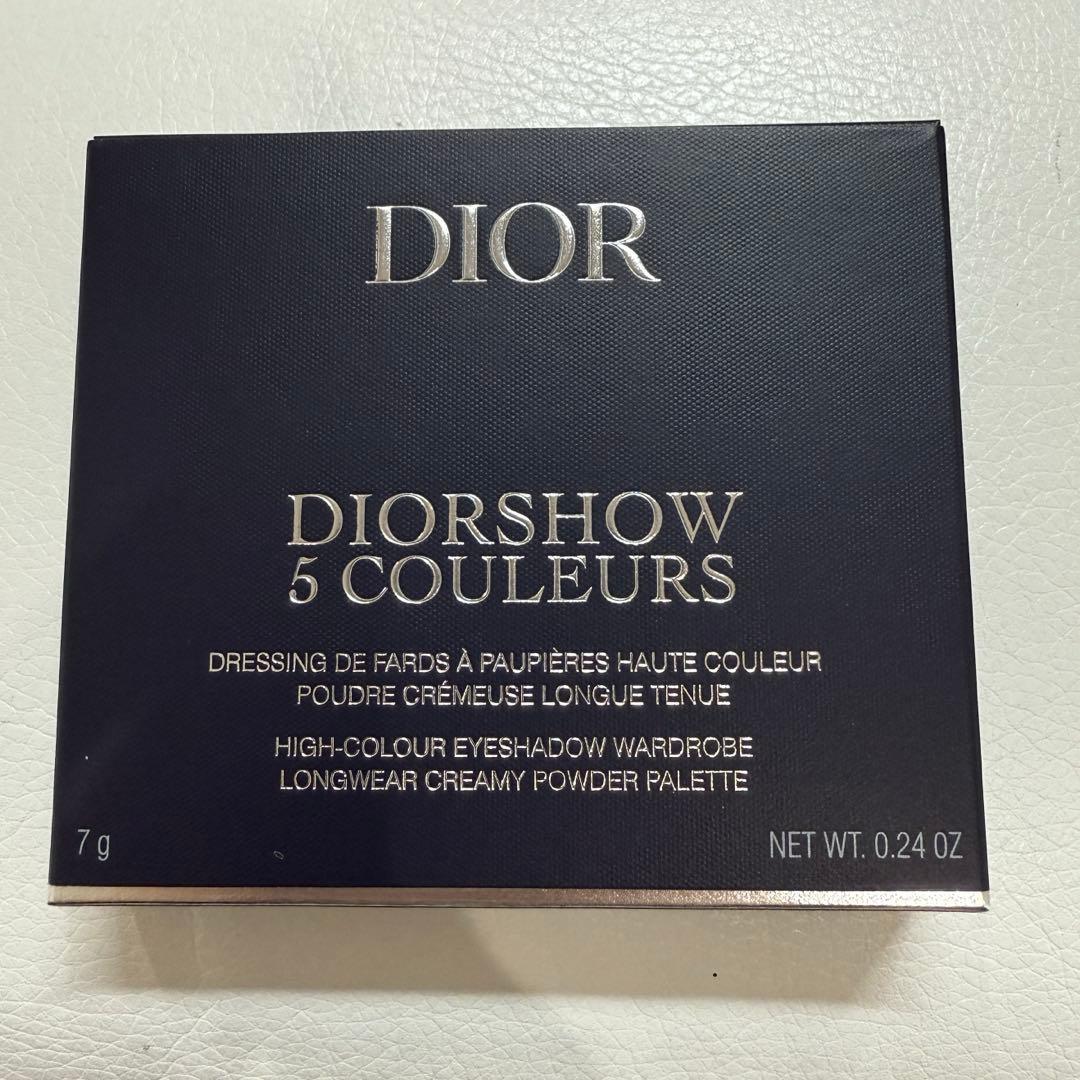 DIOR
DIORSHOW
5 COULEURS
DRESSING DE FARDS À PAUPIÈRES HAUTE COULEUR
POUDRE CRÉMEUSE LONGUE TENUE
HIGH-COLOUR EYESHADOW WARDROBE
LONGWEAR CREAMY POWDER PALETTE
7 g
NET WT. 0.24 OZ